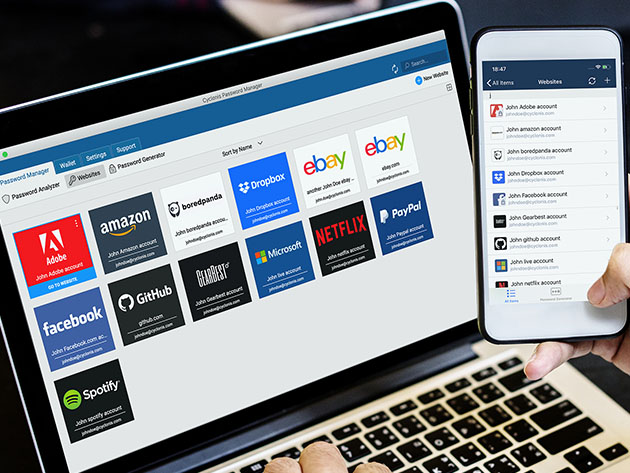 Cyclonis Password Manager
Search...
Password Manager
Wallet
Settings
Support
New Website
Password Analyzer
Websites
Password Generator
Sort by Name
Adobe
John Adobe account
GO TO WEBSITE
amazon
John Amazon account
johndoe@cyclonis.com
boredpanda
John boredpanda accou...
johndoe@cyclonis.com
Dropbox
John Dropbox account
johndoe@cyclonis.com
ebay
another John Doe ebay ...
johndoe@cyclonis.com
ebay
ebay.com
johndoe@cyclonis.com
facebook
John Facebook.com ac...
johndoe@cyclonis.com
GitHub
github.com
johndoe@cyclonis.com
GEARBEST
John Gearbest account
johndoe@cyclonis.com
Microsoft
John live account
johndoe@cyclonis.com
NETFLIX
John netflix account
johndoe@cyclonis.com
PayPal
John Paypal account
johndoe@cyclonis.com
Spotify
John spotify account
johndoe@cyclonis.com
18:47
All Items
Websites
John Adobe account
johndoe@cyclonis.com
John amazon account
johndoe@cyclonis.com
John boredpanda account
johndoe@cyclonis.com
John Dropbox account
johndoe@cyclonis.com
John Facebook account
johndoe@cyclonis.com
John Gearbest account
johndoe@cyclonis.com
John github account
johndoe@cyclonis.com
John live account
johndoe@cyclonis.com
John netflix account
All Items
Password Generator